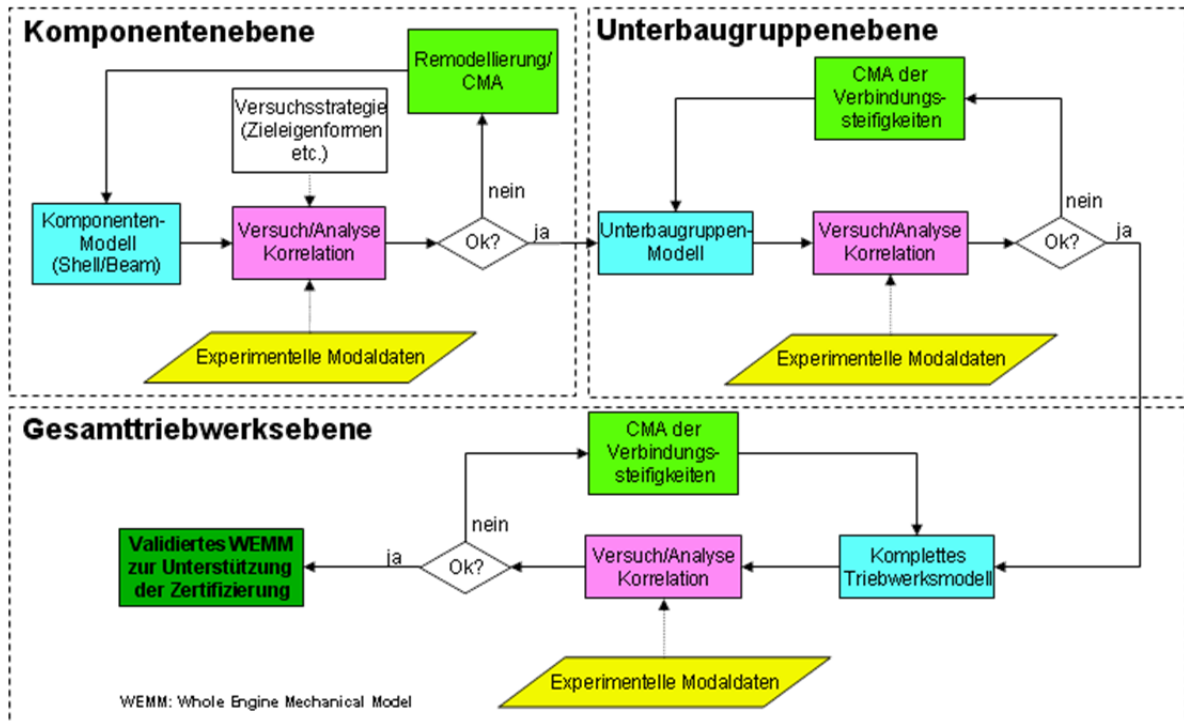 Komponentenebene
Remodellierung/
CMA
Versuchsstrategie
(Zieleigenformen
etc.)
nein
Komponenten-
Modell
(Shell/Beam)
Versuch/Analyse
Korrelation
Ok?
ja
Experimentelle Modaldaten
Unterbaugruppenebene
CMA der
Verbindungs-
steifigkeiten
nein
Unterbaugruppen-
Modell
Versuch/Analyse
Korrelation
Ok?
ja
Experimentelle Modaldaten
Gesamttriebwerksebene
CMA der
Verbindungs-
steifigkeiten
nein
Validiertes WEMM
zur Unterstützung
der Zertifizierung
ja
Ok?
Versuch/Analyse
Korrelation
Komplettes
Triebwerksmodell
Experimentelle Modaldaten
WEMM: Whole Engine Mechanical Model